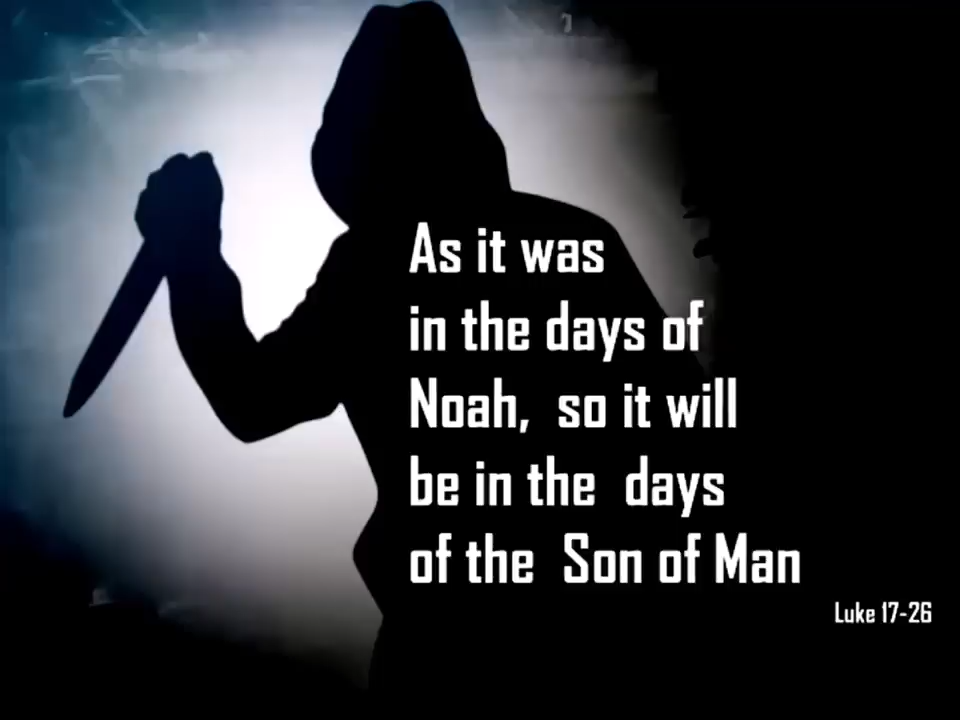 As it was
in the days of
Noah, so it will
be in the days
of the Son of Man
Luke 17-26